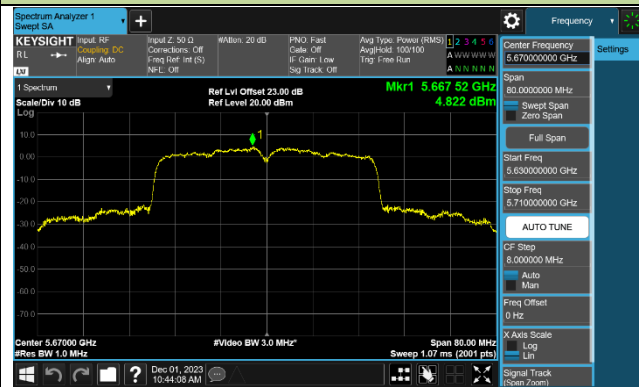 Spectrum Analyzer 1
Swept SA
Frequency
KEYSIGHT
RL
LXI
Input: RF
Coupling: DC
Align: Auto
Input Z: 50 Ω
Corrections: Off
Freq Ref: Int (S)
NFE: Off
#Atten: 20 dB
PNO: Fast
Gate: Off
IF Gain: Low
Sig Track: Off
Avg Type: Power (RMS)
Avg|Hold: 100/100
Trig: Free Run
1 2 3 4 5 6
A W W W W W
A N N N N N
1 Spectrum
Scale/Div 10 dB
Log
Ref Lvl Offset 23.00 dB
Ref Level 20.00 dBm
Mkr1 5.667 52 GHz
4.822 dBm
1
10.0
0.00
-10.0
-20.0
-30.0
-40.0
-50.0
-60.0
-70.0
Center 5.67000 GHz
#Res BW 1.0 MHz
#Video BW 3.0 MHz*
Span 80.00 MHz
Sweep 1.07 ms (2001 pts)
Center Frequency
5.670000000 GHz
Settings
Span
80.0000000 MHz
Swept Span
Zero Span
Full Span
Start Freq
5.630000000 GHz
Stop Freq
5.710000000 GHz
AUTO TUNE
CF Step
8.000000 MHz
Auto
Man
Freq Offset
0 Hz
X Axis Scale
Log
Lin
Signal Track
(Span Zoom)
?
Dec 01, 2023
10:44:08 AM